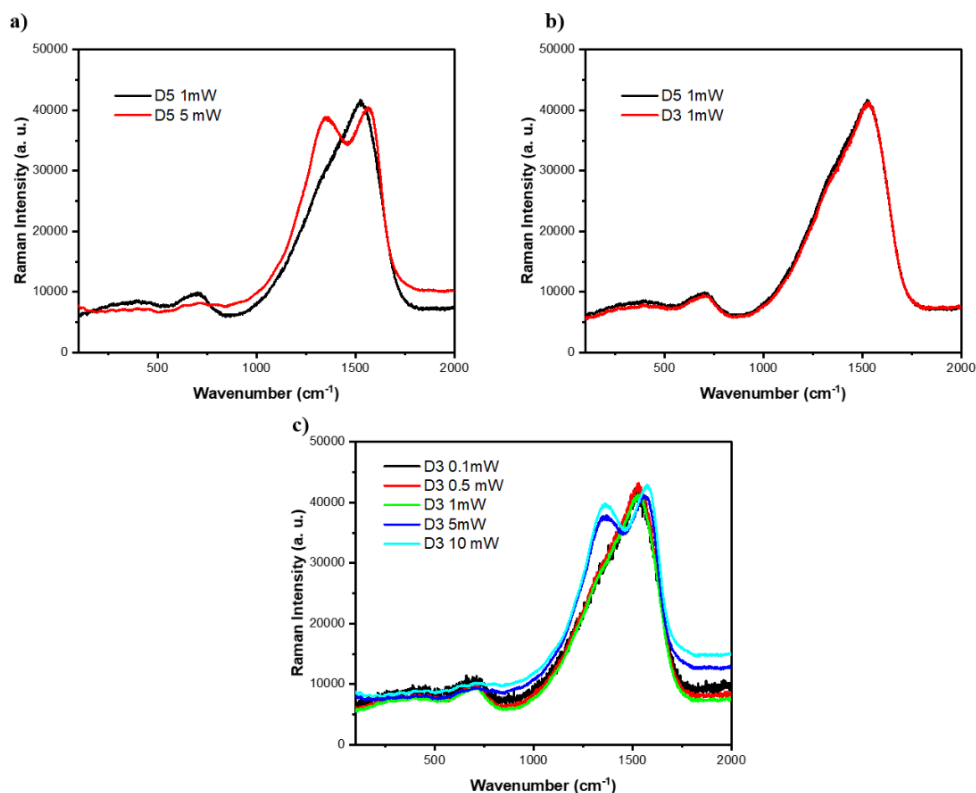 a)
50000
40000
30000
20000
10000
0
Raman Intensity (a. u.)
D5 1mW
D5 5 mW
500
1000
1500
2000
Wavenumber (cm-1)
b)
50000
40000
30000
20000
10000
0
Raman Intensity (a. u.)
D5 1mW
D3 1mW
500
1000
1500
2000
Wavenumber (cm-1)
c)
50000
40000
30000
20000
10000
0
Raman Intensity (a. u.)
D3 0.1mW
D3 0.5 mW
D3 1mW
D3 5mW
D3 10 mW
500
1000
1500
2000
Wavenumber (cm-1)